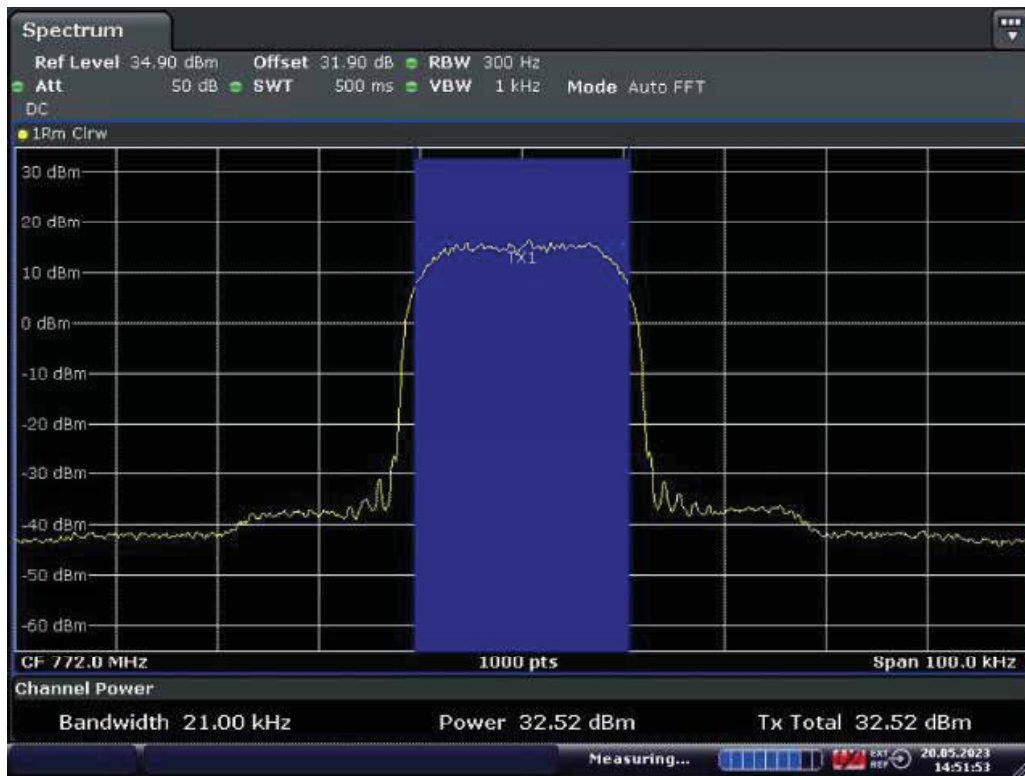 Spectrum
Ref Level 34.90 dBm Offset 31.90 dB RBW 300 Hz
Att 50 dB SWT 500 ms VBW 1 kHz Mode Auto FFT
DC
1Rm Clrw
30 dBm
20 dBm
TX1
10 dBm
0 dBm
-10 dBm
-20 dBm
-30 dBm
-40 dBm
-50 dBm
-60 dBm
CF 772.0 MHz 1000 pts Span 100.0 kHz
Channel Power
Bandwidth 21.00 kHz Power 32.52 dBm Tx Total 32.52 dBm
Measuring... EXT REF 20.05.2023
14:51:53